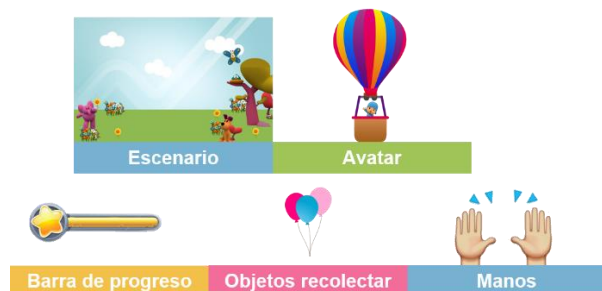 Escenario
Avatar
Barra de progreso
Objetos recolectar
Manos